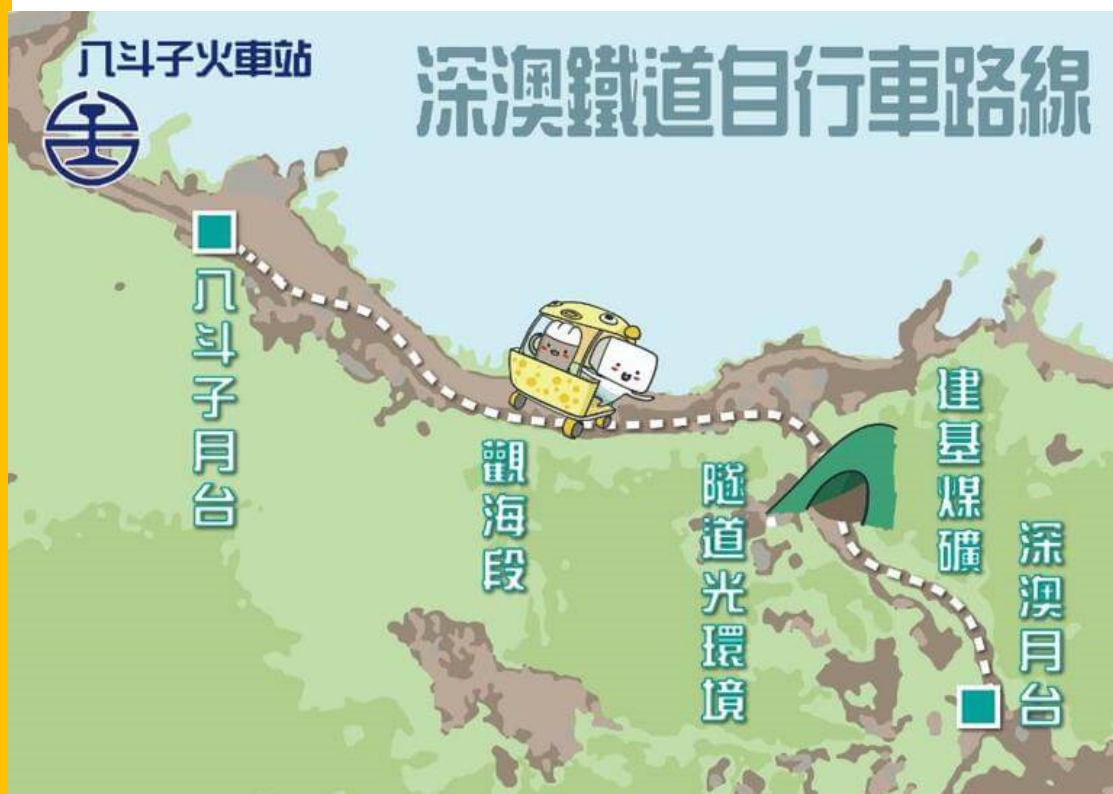 八斗子火車站
深澳鐵道自行車路線
八斗子月台
觀海段
隧道光環境
建基煤礦
深澳月台